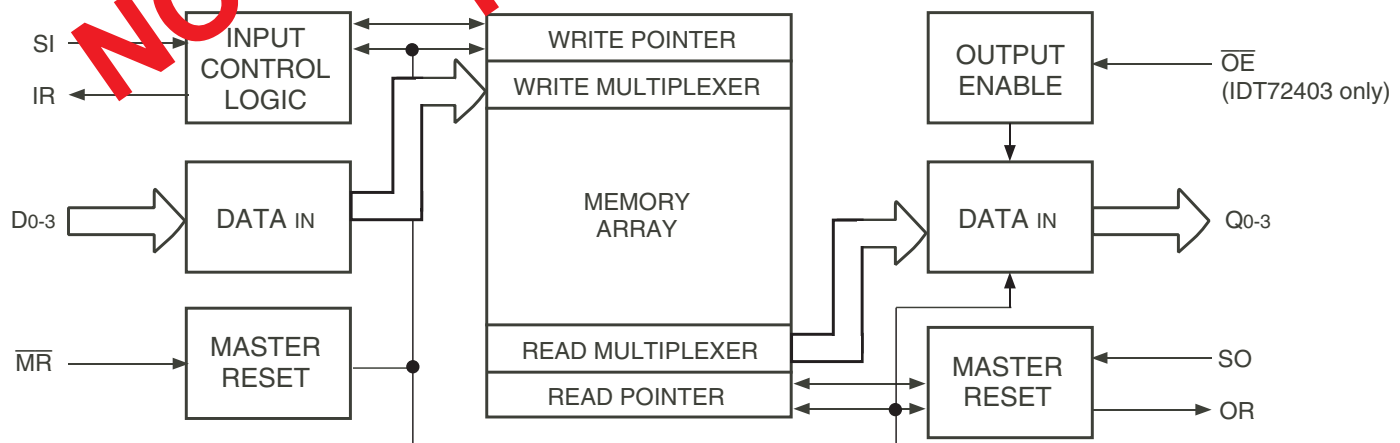 NO
SI
IR
INPUT
CONTROL
LOGIC
WRITE POINTER
WRITE MULTIPLEXER
OUTPUT
ENABLE
OE
(IDT72403 only)
D0-3
DATA IN
MEMORY
ARRAY
DATA IN
Q0-3
MR
MASTER
RESET
READ MULTIPLEXER
READ POINTER
MASTER
RESET
SO
OR